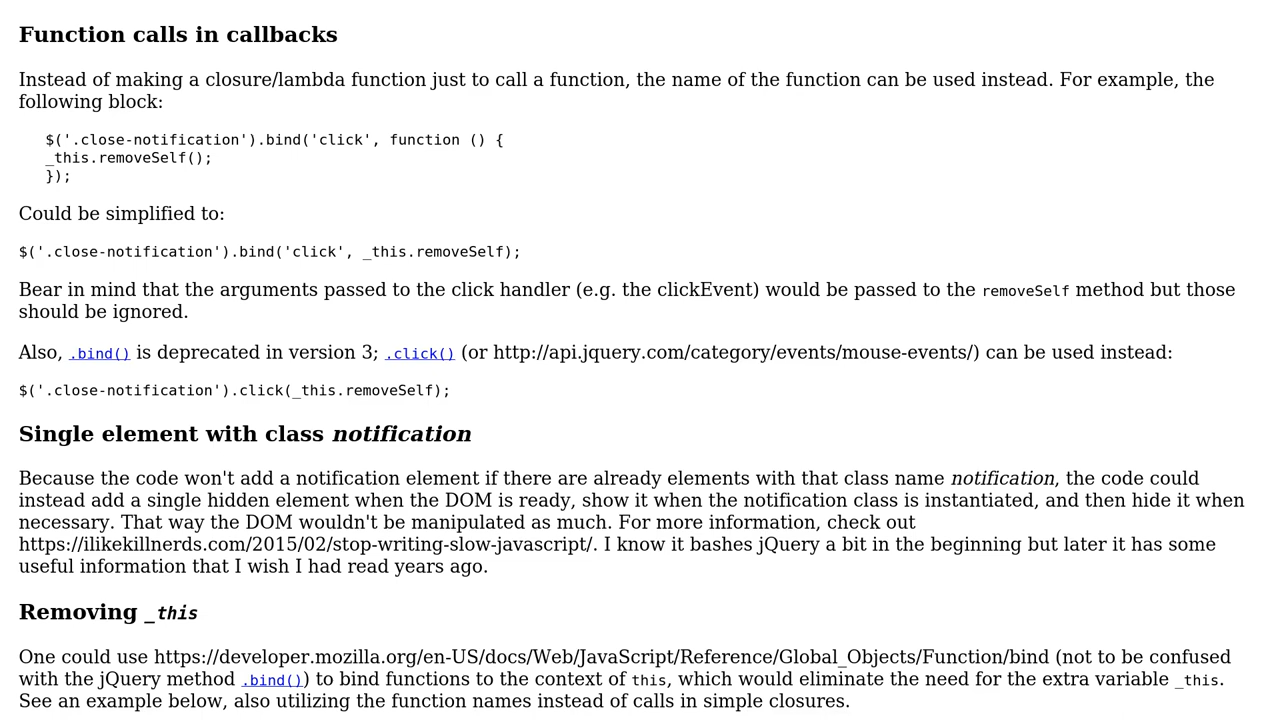 Function calls in callbacks
Instead of making a closure/lambda function just to call a function, the name of the function can be used instead. For example, the
following block:
$('.close-notification').bind('click', function () {
_this.removeSelf();
});
Could be simplified to:
$('.close-notification').bind('click', _this.removeSelf);
Bear in mind that the arguments passed to the click handler (e.g. the clickEvent) would be passed to the removeSelf method but those
should be ignored.
Also, .bind() is deprecated in version 3; .click() (or http://api.jquery.com/category/events/mouse-events/) can be used instead:
$('.close-notification').click(_this.removeSelf);
Single element with class notification
Because the code won't add a notification element if there are already elements with that class name notification, the code could
instead add a single hidden element when the DOM is ready, show it when the notification class is instantiated, and then hide it when
necessary. That way the DOM wouldn't be manipulated as much. For more information, check out
https://ilikekillnerds.com/2015/02/stop-writing-slow-javascript/. I know it bashes jQuery a bit in the beginning but later it has some
useful information that I wish I had read years ago.
Removing _this
One could use https://developer.mozilla.org/en-US/docs/Web/JavaScript/Reference/Global_Objects/Function/bind (not to be confused
with the jQuery method .bind()) to bind functions to the context of this, which would eliminate the need for the extra variable _this.
See an example below, also utilizing the function names instead of calls in simple closures.